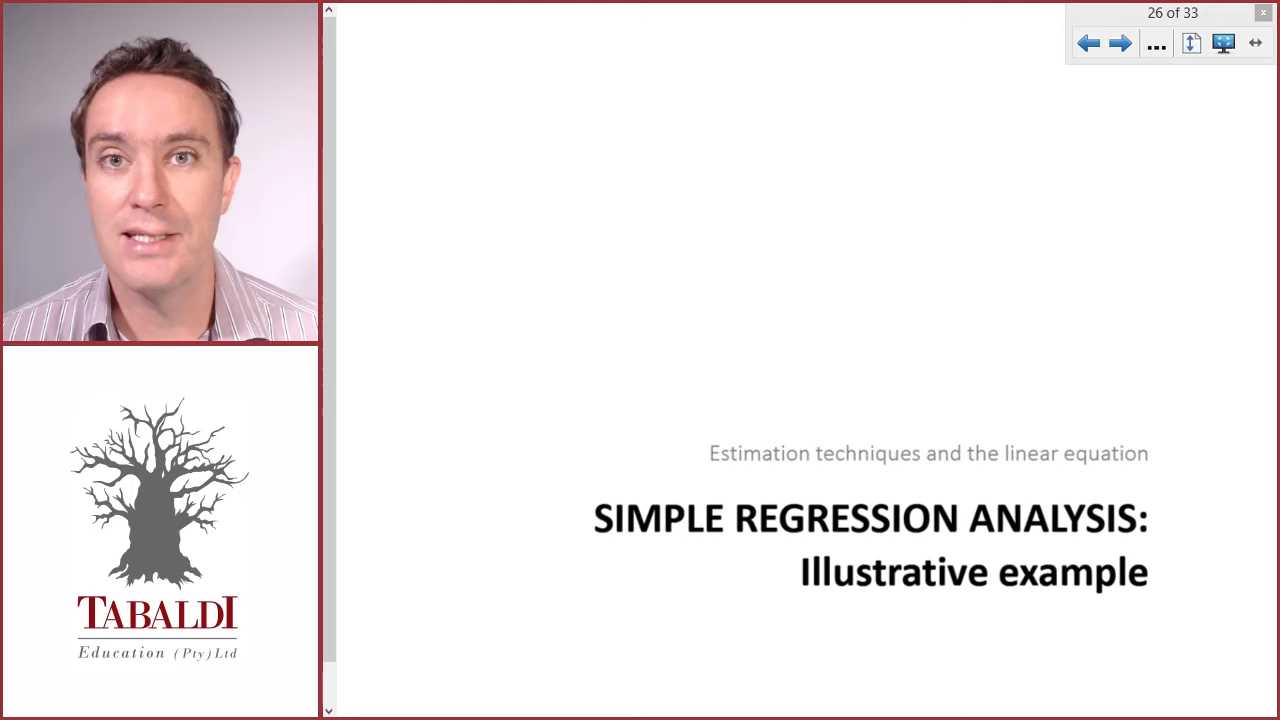 26 of 33
Estimation techniques and the linear equation
SIMPLE REGRESSION ANALYSIS:
Illustrative example
TABALDI
Education (Pty) Ltd